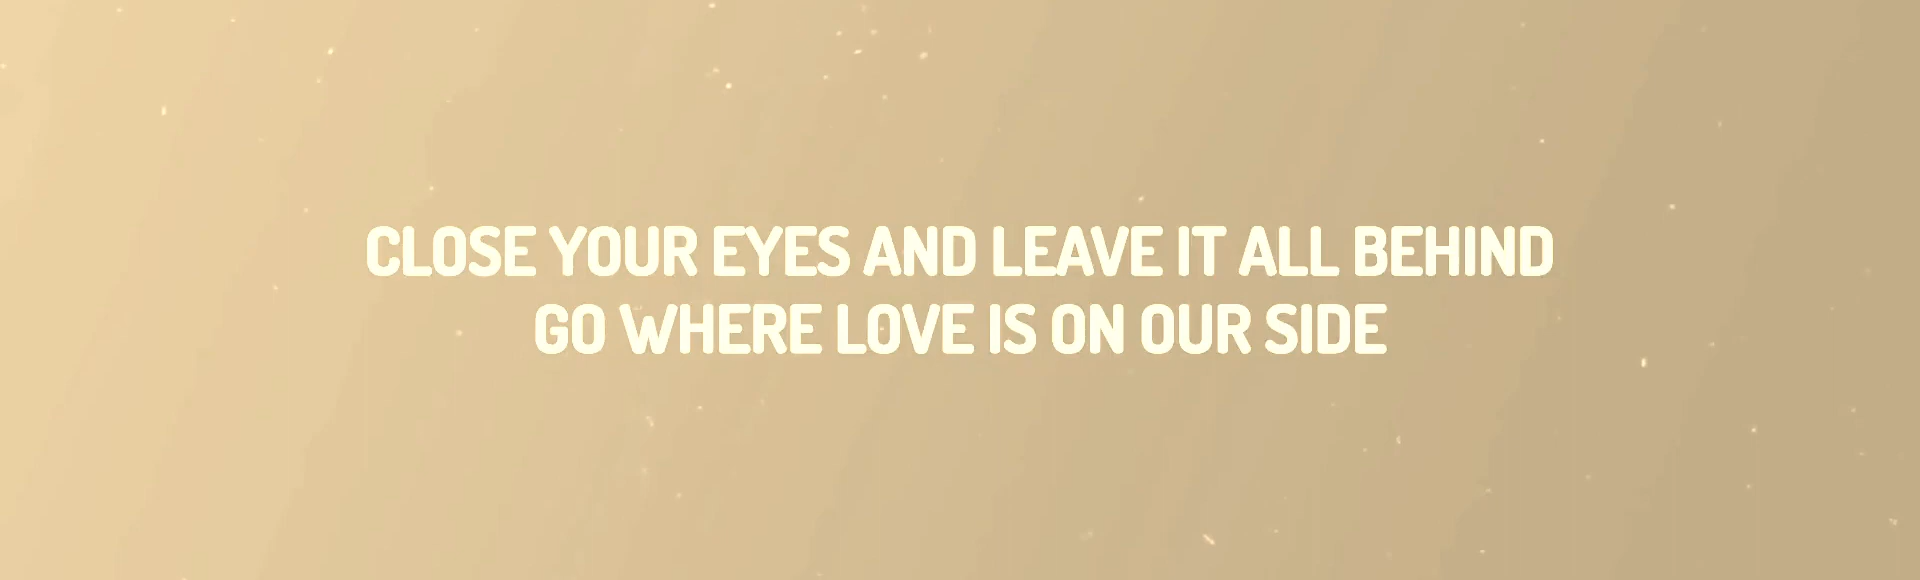 CLOSE YOUR EYES AND LEAVE IT ALL BEHIND
GO WHERE LOVE IS ON OUR SIDE